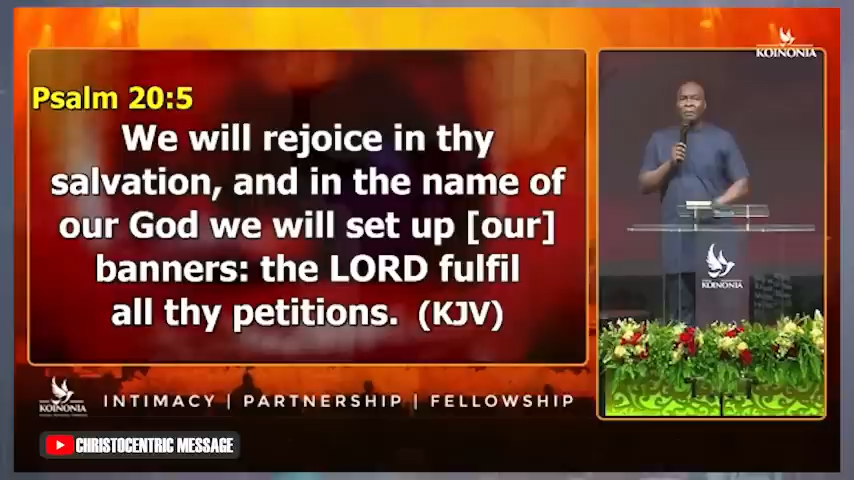 KOINONIA
Psalm 20:5
We will rejoice in thy
salvation, and in the name of
our God we will set up [our]
banners: the LORD fulfil
all thy petitions. (KJV)
KOINONIA
KOINONIA
INTIMACY | PARTNERSHIP | FELLOWSHIP
CHRISTOCENTRIC MESSAGE